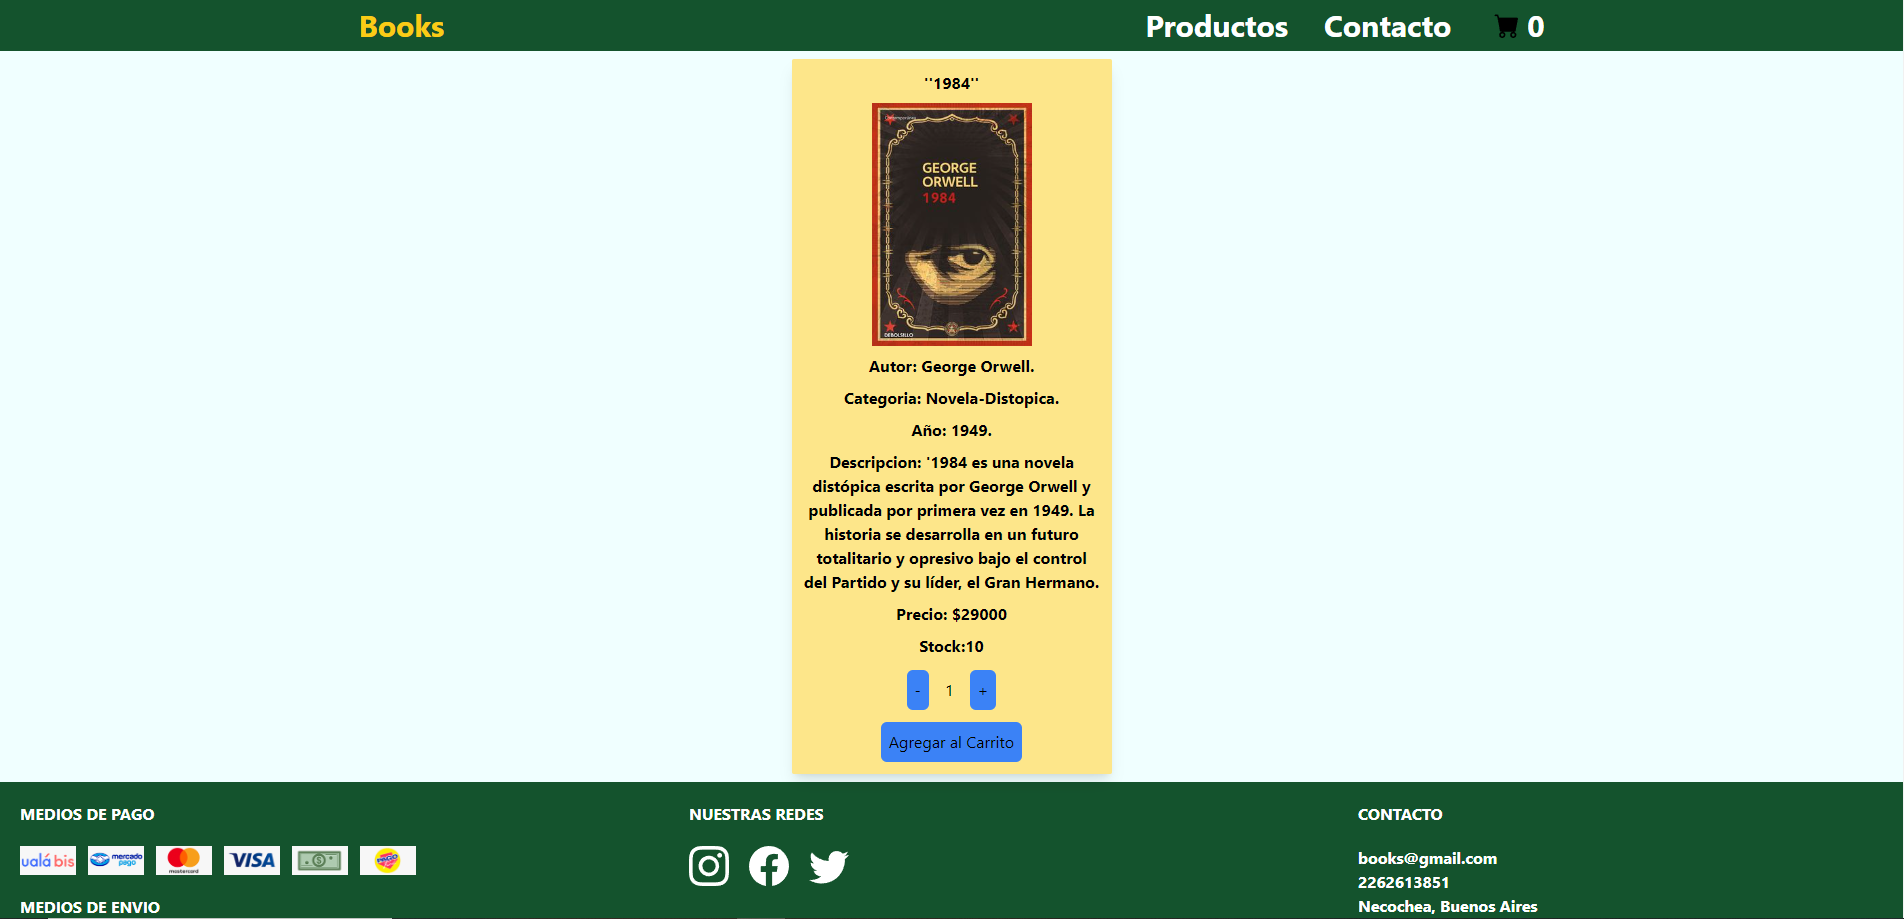 Books
Productos
Contacto
0
''1984''
Contemporánea
GEORGE
ORWELL
1984
DEBOLSILLO
Autor: George Orwell.
Categoria: Novela-Distopica.
Año: 1949.
Descripcion: '1984 es una novela
distópica escrita por George Orwell y
publicada por primera vez en 1949. La
historia se desarrolla en un futuro
totalitario y opresivo bajo el control
del Partido y su líder, el Gran Hermano.
Precio: $29000
Stock:10
- 1 +
Agregar al Carrito
MEDIOS DE PAGO
ualá bis
mercado
pago
mastercard
VISA
PAGO
MEDIOS DE ENVIO
NUESTRAS REDES
CONTACTO
books@gmail.com
2262613851
Necochea, Buenos Aires